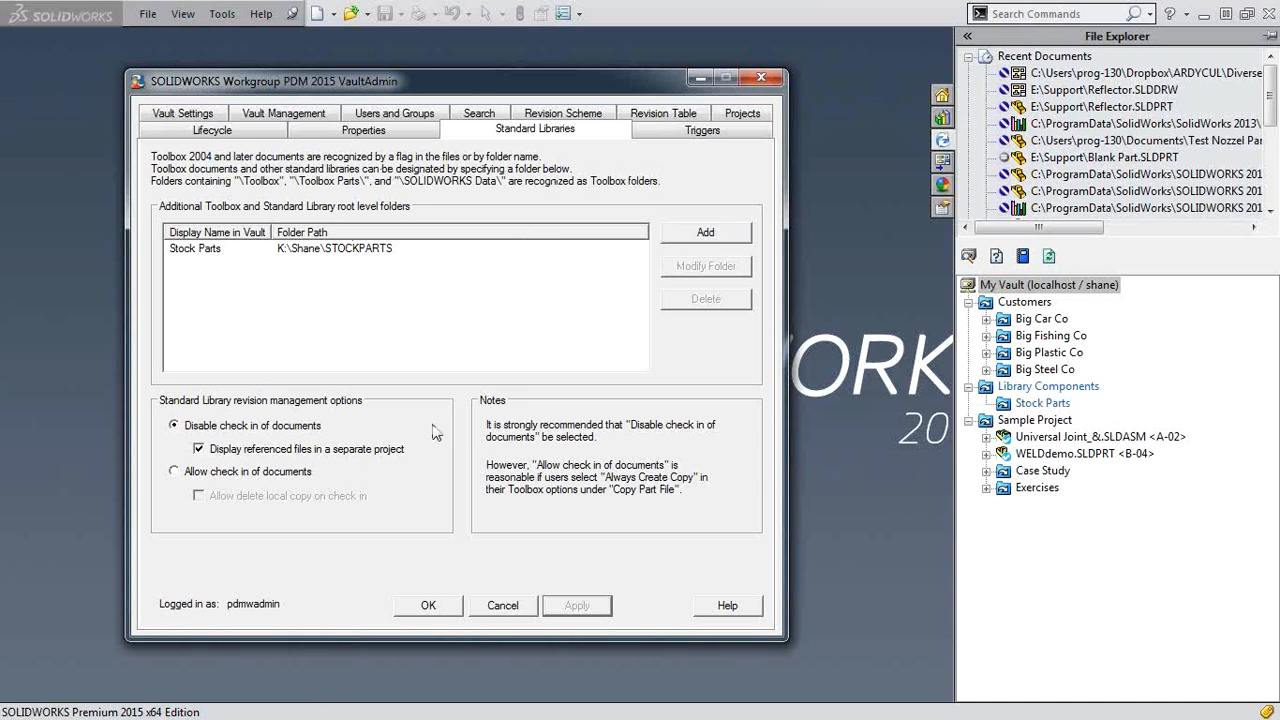 SOLIDWORKS File View Tools Help Search Commands
File Explorer
SOLIDWORKS Workgroup PDM 2015 VaultAdmin
Vault Settings Vault Management Users and Groups Search Revision Scheme Revision Table Projects
Lifecycle Properties Standard Libraries Triggers
Toolbox 2004 and later documents are recognized by a flag in the files or by folder name.
Toolbox documents and other standard libraries can be designated by specifying a folder below.
Folders containing "\Toolbox", "\Toolbox Parts\", and "\SOLIDWORKS Data\" are recognized as Toolbox folders.
Additional Toolbox and Standard Library root level folders
Display Name in Vault Folder Path
Stock Parts K:\Shane\STOCKPARTS
Add
Modify Folder
Delete
Standard Library revision management options
Disable check in of documents
Display referenced files in a separate project
Allow check in of documents
Allow delete local copy on check in
Notes
It is strongly recommended that "Disable check in of
documents" be selected.
However, "Allow check in of documents" is
reasonable if users select "Always Create Copy" in
their Toolbox options under "Copy Part File".
Logged in as: pdmwadmin
OK Cancel Apply Help
WORK
20
Recent Documents
C:\Users\prog-130\Dropbox\ARDYCUL\Diverse
E:\Support\Reflector.SLDDRW
E:\Support\Reflector.SLDPRT
C:\ProgramData\SolidWorks\SolidWorks 2013\
C:\Users\prog-130\Documents\Test Nozzel Par
E:\Support\Blank Part.SLDPRT
C:\ProgramData\SolidWorks\SOLIDWORKS 201
C:\ProgramData\SolidWorks\SOLIDWORKS 201
C:\ProgramData\SolidWorks\SOLIDWORKS 201
My Vault (localhost / shane)
Customers
Big Car Co
Big Fishing Co
Big Plastic Co
Big Steel Co
Library Components
Stock Parts
Sample Project
Universal Joint_&.SLDASM <A-02>
WELDdemo.SLDPRT <B-04>
Case Study
Exercises
SOLIDWORKS Premium 2015 x64 Edition